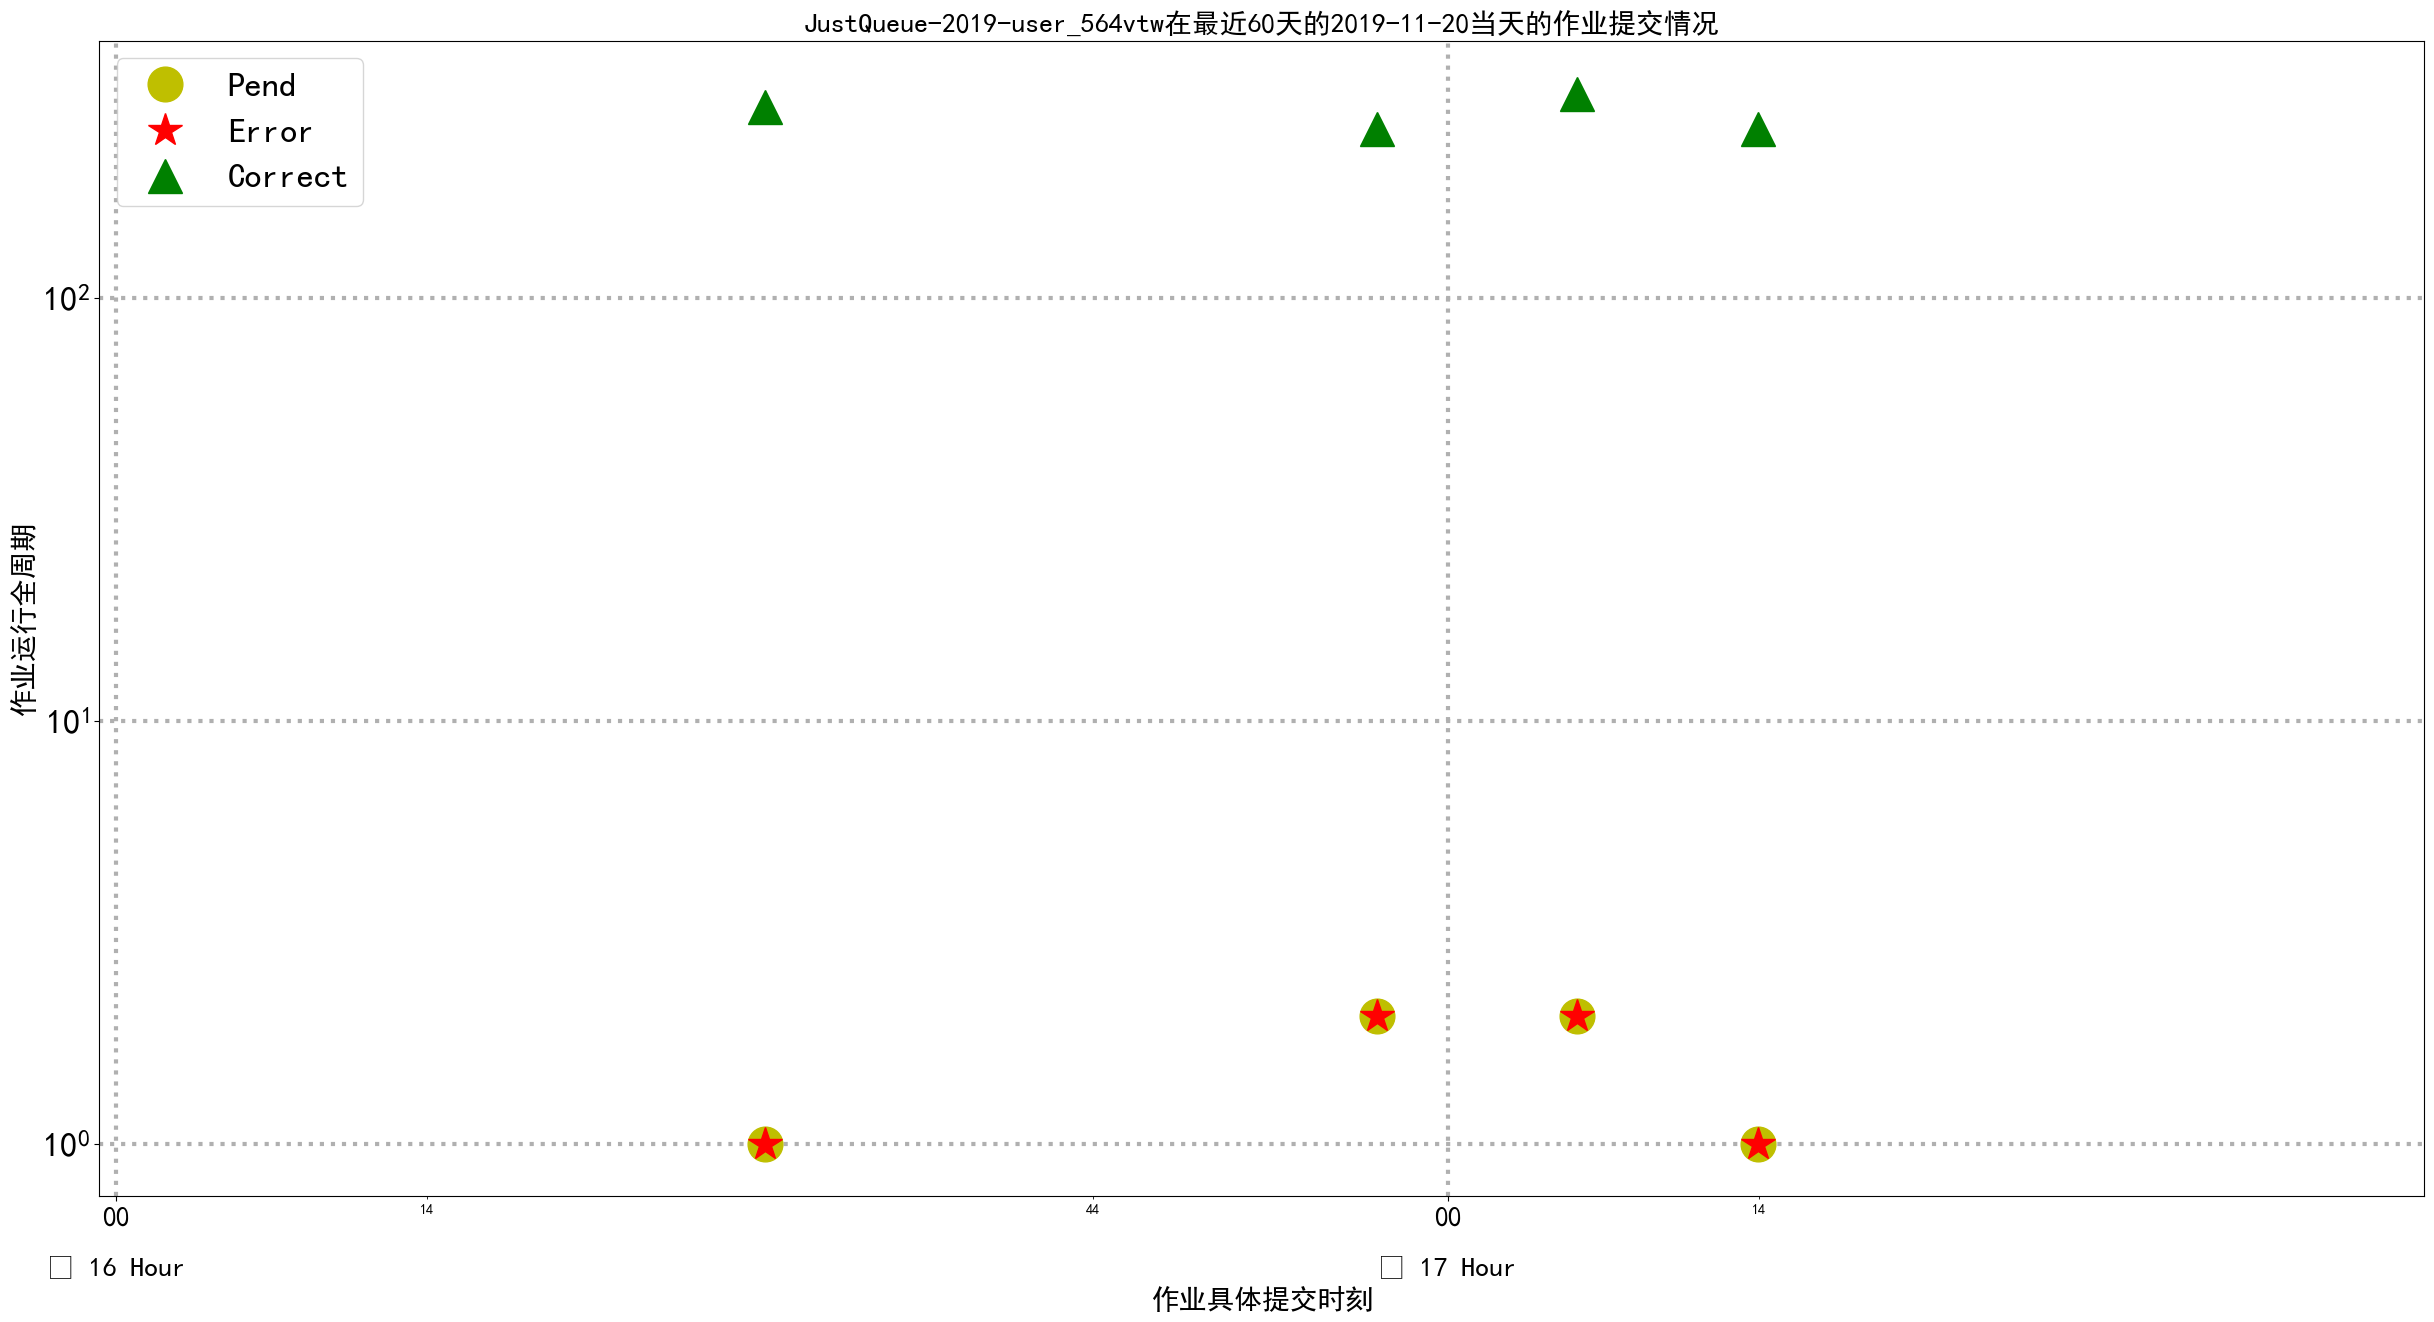 JustQueue-2019-user_564vtw在最近60天的2019-11-20当天的作业提交情况
Pend
Error
Correct
10²
10¹
10⁰
作业运行全周期
00 14 44 00 14
16 Hour 17 Hour
作业具体提交时刻